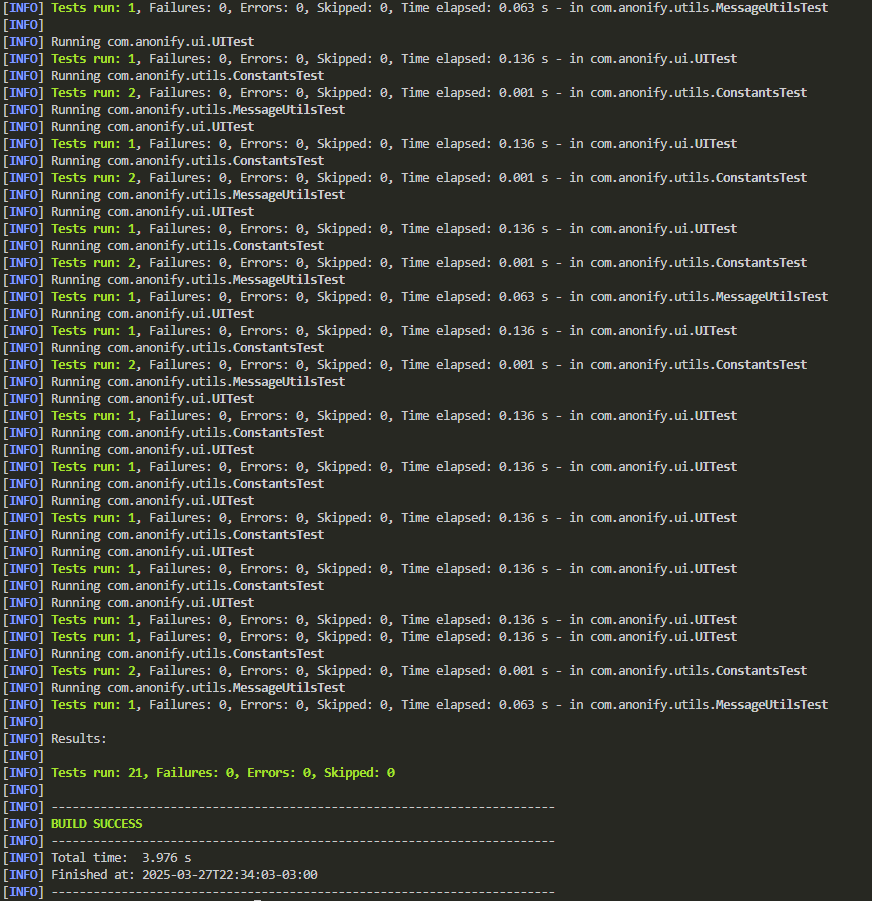 [INFO] Tests run: 1, Failures: 0, Errors: 0, Skipped: 0, Time elapsed: 0.063 s - in com.anonify.utils.MessageUtilsTest
[INFO]
[INFO] Running com.anonify.ui.UITest
[INFO] Tests run: 1, Failures: 0, Errors: 0, Skipped: 0, Time elapsed: 0.136 s - in com.anonify.ui.UITest
[INFO] Running com.anonify.utils.ConstantsTest
[INFO] Tests run: 2, Failures: 0, Errors: 0, Skipped: 0, Time elapsed: 0.001 s - in com.anonify.utils.ConstantsTest
[INFO] Running com.anonify.utils.MessageUtilsTest
[INFO] Running com.anonify.ui.UITest
[INFO] Tests run: 1, Failures: 0, Errors: 0, Skipped: 0, Time elapsed: 0.136 s - in com.anonify.ui.UITest
[INFO] Running com.anonify.utils.ConstantsTest
[INFO] Tests run: 2, Failures: 0, Errors: 0, Skipped: 0, Time elapsed: 0.001 s - in com.anonify.utils.ConstantsTest
[INFO] Running com.anonify.utils.MessageUtilsTest
[INFO] Running com.anonify.ui.UITest
[INFO] Tests run: 1, Failures: 0, Errors: 0, Skipped: 0, Time elapsed: 0.136 s - in com.anonify.ui.UITest
[INFO] Running com.anonify.utils.ConstantsTest
[INFO] Tests run: 2, Failures: 0, Errors: 0, Skipped: 0, Time elapsed: 0.001 s - in com.anonify.utils.ConstantsTest
[INFO] Running com.anonify.utils.MessageUtilsTest
[INFO] Tests run: 1, Failures: 0, Errors: 0, Skipped: 0, Time elapsed: 0.063 s - in com.anonify.utils.MessageUtilsTest
[INFO] Running com.anonify.ui.UITest
[INFO] Tests run: 1, Failures: 0, Errors: 0, Skipped: 0, Time elapsed: 0.136 s - in com.anonify.ui.UITest
[INFO] Running com.anonify.utils.ConstantsTest
[INFO] Tests run: 2, Failures: 0, Errors: 0, Skipped: 0, Time elapsed: 0.001 s - in com.anonify.utils.ConstantsTest
[INFO] Running com.anonify.utils.MessageUtilsTest
[INFO] Running com.anonify.ui.UITest
[INFO] Tests run: 1, Failures: 0, Errors: 0, Skipped: 0, Time elapsed: 0.136 s - in com.anonify.ui.UITest
[INFO] Running com.anonify.utils.ConstantsTest
[INFO] Running com.anonify.ui.UITest
[INFO] Tests run: 1, Failures: 0, Errors: 0, Skipped: 0, Time elapsed: 0.136 s - in com.anonify.ui.UITest
[INFO] Running com.anonify.utils.ConstantsTest
[INFO] Running com.anonify.ui.UITest
[INFO] Tests run: 1, Failures: 0, Errors: 0, Skipped: 0, Time elapsed: 0.136 s - in com.anonify.ui.UITest
[INFO] Running com.anonify.utils.ConstantsTest
[INFO] Running com.anonify.ui.UITest
[INFO] Tests run: 1, Failures: 0, Errors: 0, Skipped: 0, Time elapsed: 0.136 s - in com.anonify.ui.UITest
[INFO] Running com.anonify.utils.ConstantsTest
[INFO] Running com.anonify.ui.UITest
[INFO] Tests run: 1, Failures: 0, Errors: 0, Skipped: 0, Time elapsed: 0.136 s - in com.anonify.ui.UITest
[INFO] Tests run: 1, Failures: 0, Errors: 0, Skipped: 0, Time elapsed: 0.136 s - in com.anonify.ui.UITest
[INFO] Running com.anonify.utils.ConstantsTest
[INFO] Tests run: 2, Failures: 0, Errors: 0, Skipped: 0, Time elapsed: 0.001 s - in com.anonify.utils.ConstantsTest
[INFO] Running com.anonify.utils.MessageUtilsTest
[INFO] Tests run: 1, Failures: 0, Errors: 0, Skipped: 0, Time elapsed: 0.063 s - in com.anonify.utils.MessageUtilsTest
[INFO]
[INFO] Results:
[INFO]
[INFO] Tests run: 21, Failures: 0, Errors: 0, Skipped: 0
[INFO]
[INFO] ------------------------------------------------------------------------
[INFO] BUILD SUCCESS
[INFO] ------------------------------------------------------------------------
[INFO] Total time:  3.976 s
[INFO] Finished at: 2025-03-27T22:34:03-03:00
[INFO] ------------------------------------------------------------------------